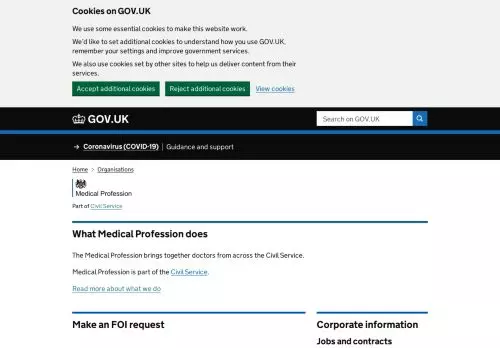 Cookies on GOV.UK
We use some essential cookies to make this website work.
We'd like to set additional cookies to understand how you use GOV.UK,
remember your settings and improve government services.
We also use cookies set by other sites to help us deliver content from their
services.
Accept additional cookies Reject additional cookies View cookies
GOV.UK Search on GOV.UK
→ Coronavirus (COVID-19) Guidance and support
Home > Organisations
Medical Profession
Part of Civil Service
What Medical Profession does
The Medical Profession brings together doctors from across the Civil Service.
Medical Profession is part of the Civil Service.
Read more about what we do
Make an FOI request Corporate information
Jobs and contracts